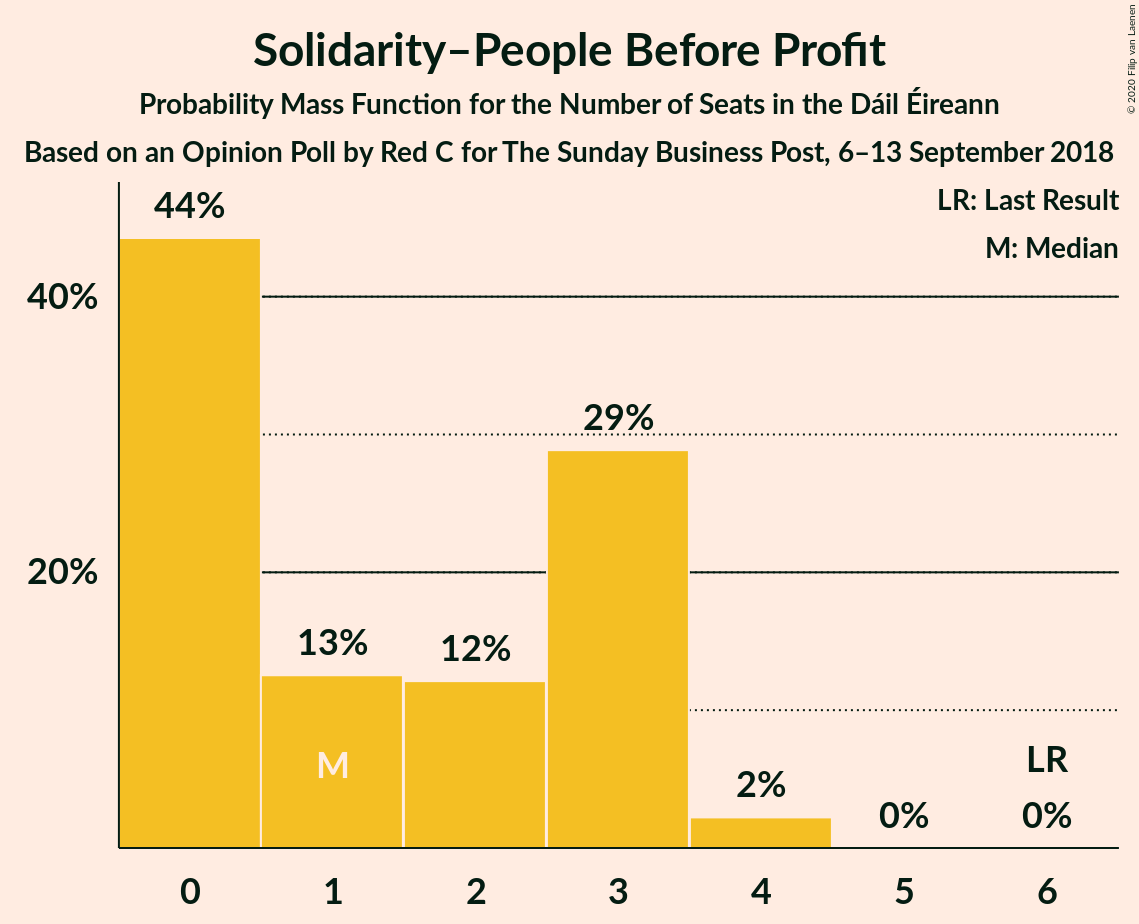 Solidarity–People Before Profit
Probability Mass Function for the Number of Seats in the Dáil Éireann
Based on an Opinion Poll by Red C for The Sunday Business Post, 6–13 September 2018
© 2020 Filip van Laenen
LR: Last Result
M: Median
44%
40%
29%
20%
13%
12%
M
LR
2%
0%
0%
0 1 2 3 4 5 6